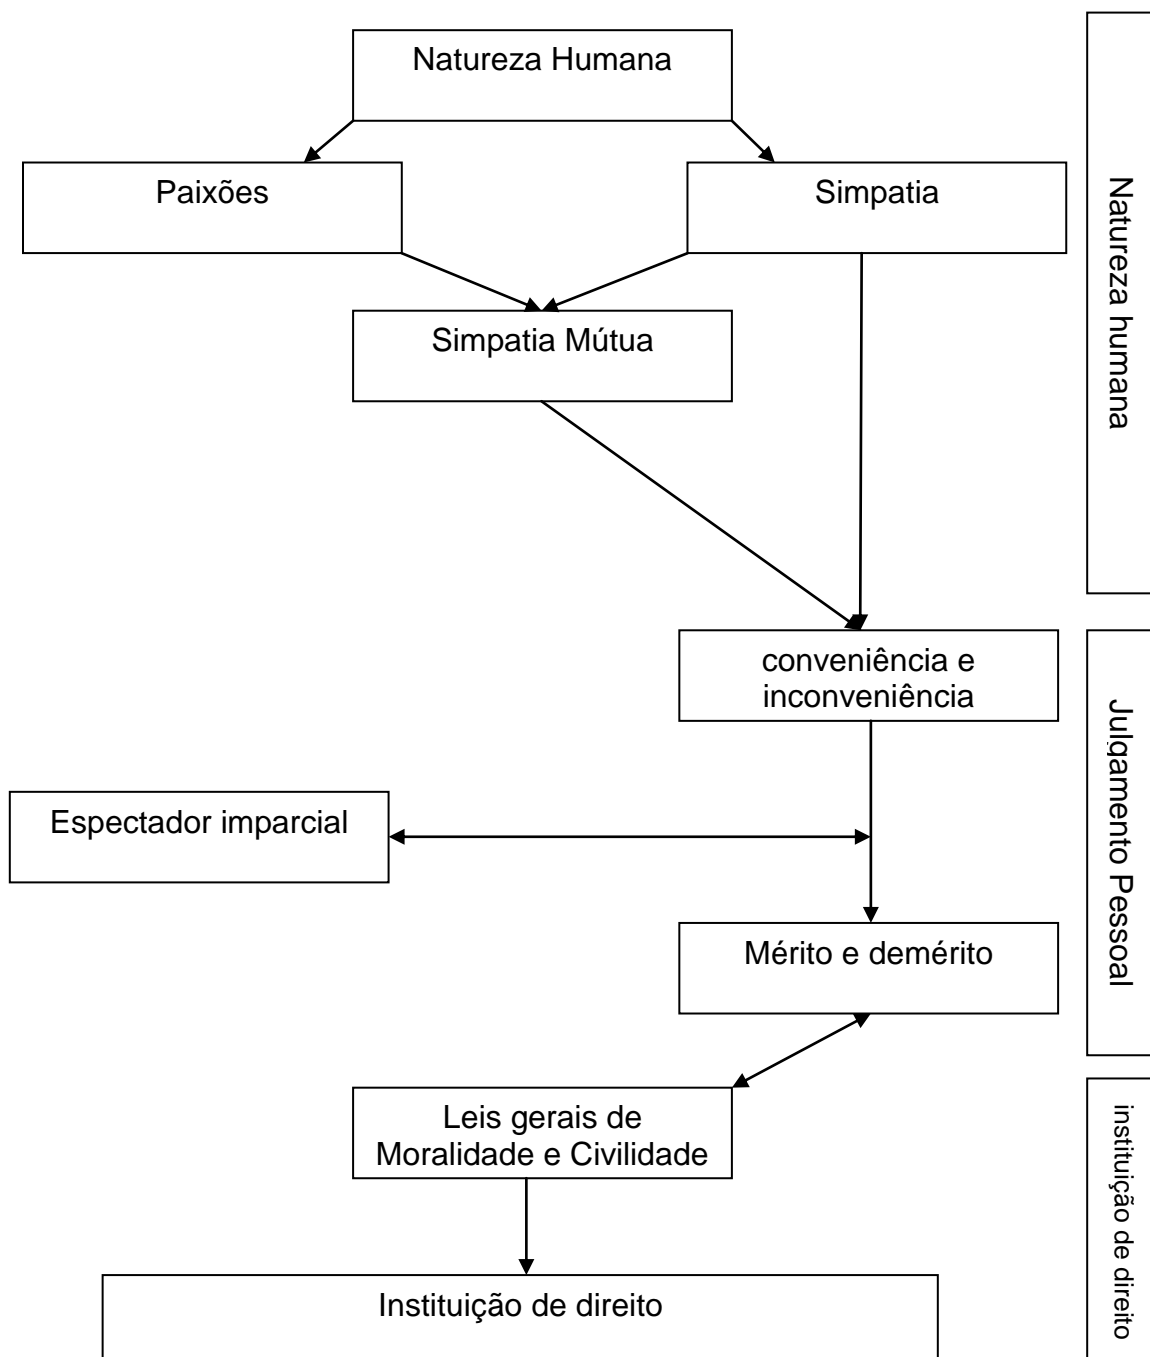 Natureza Humana
Paixões
Simpatia
Simpatia Mútua
Natureza humana
conveniência e
inconveniência
Espectador imparcial
Mérito e demérito
Julgamento Pessoal
Leis gerais de
Moralidade e Civilidade
Instituição de direito
instituição de direito